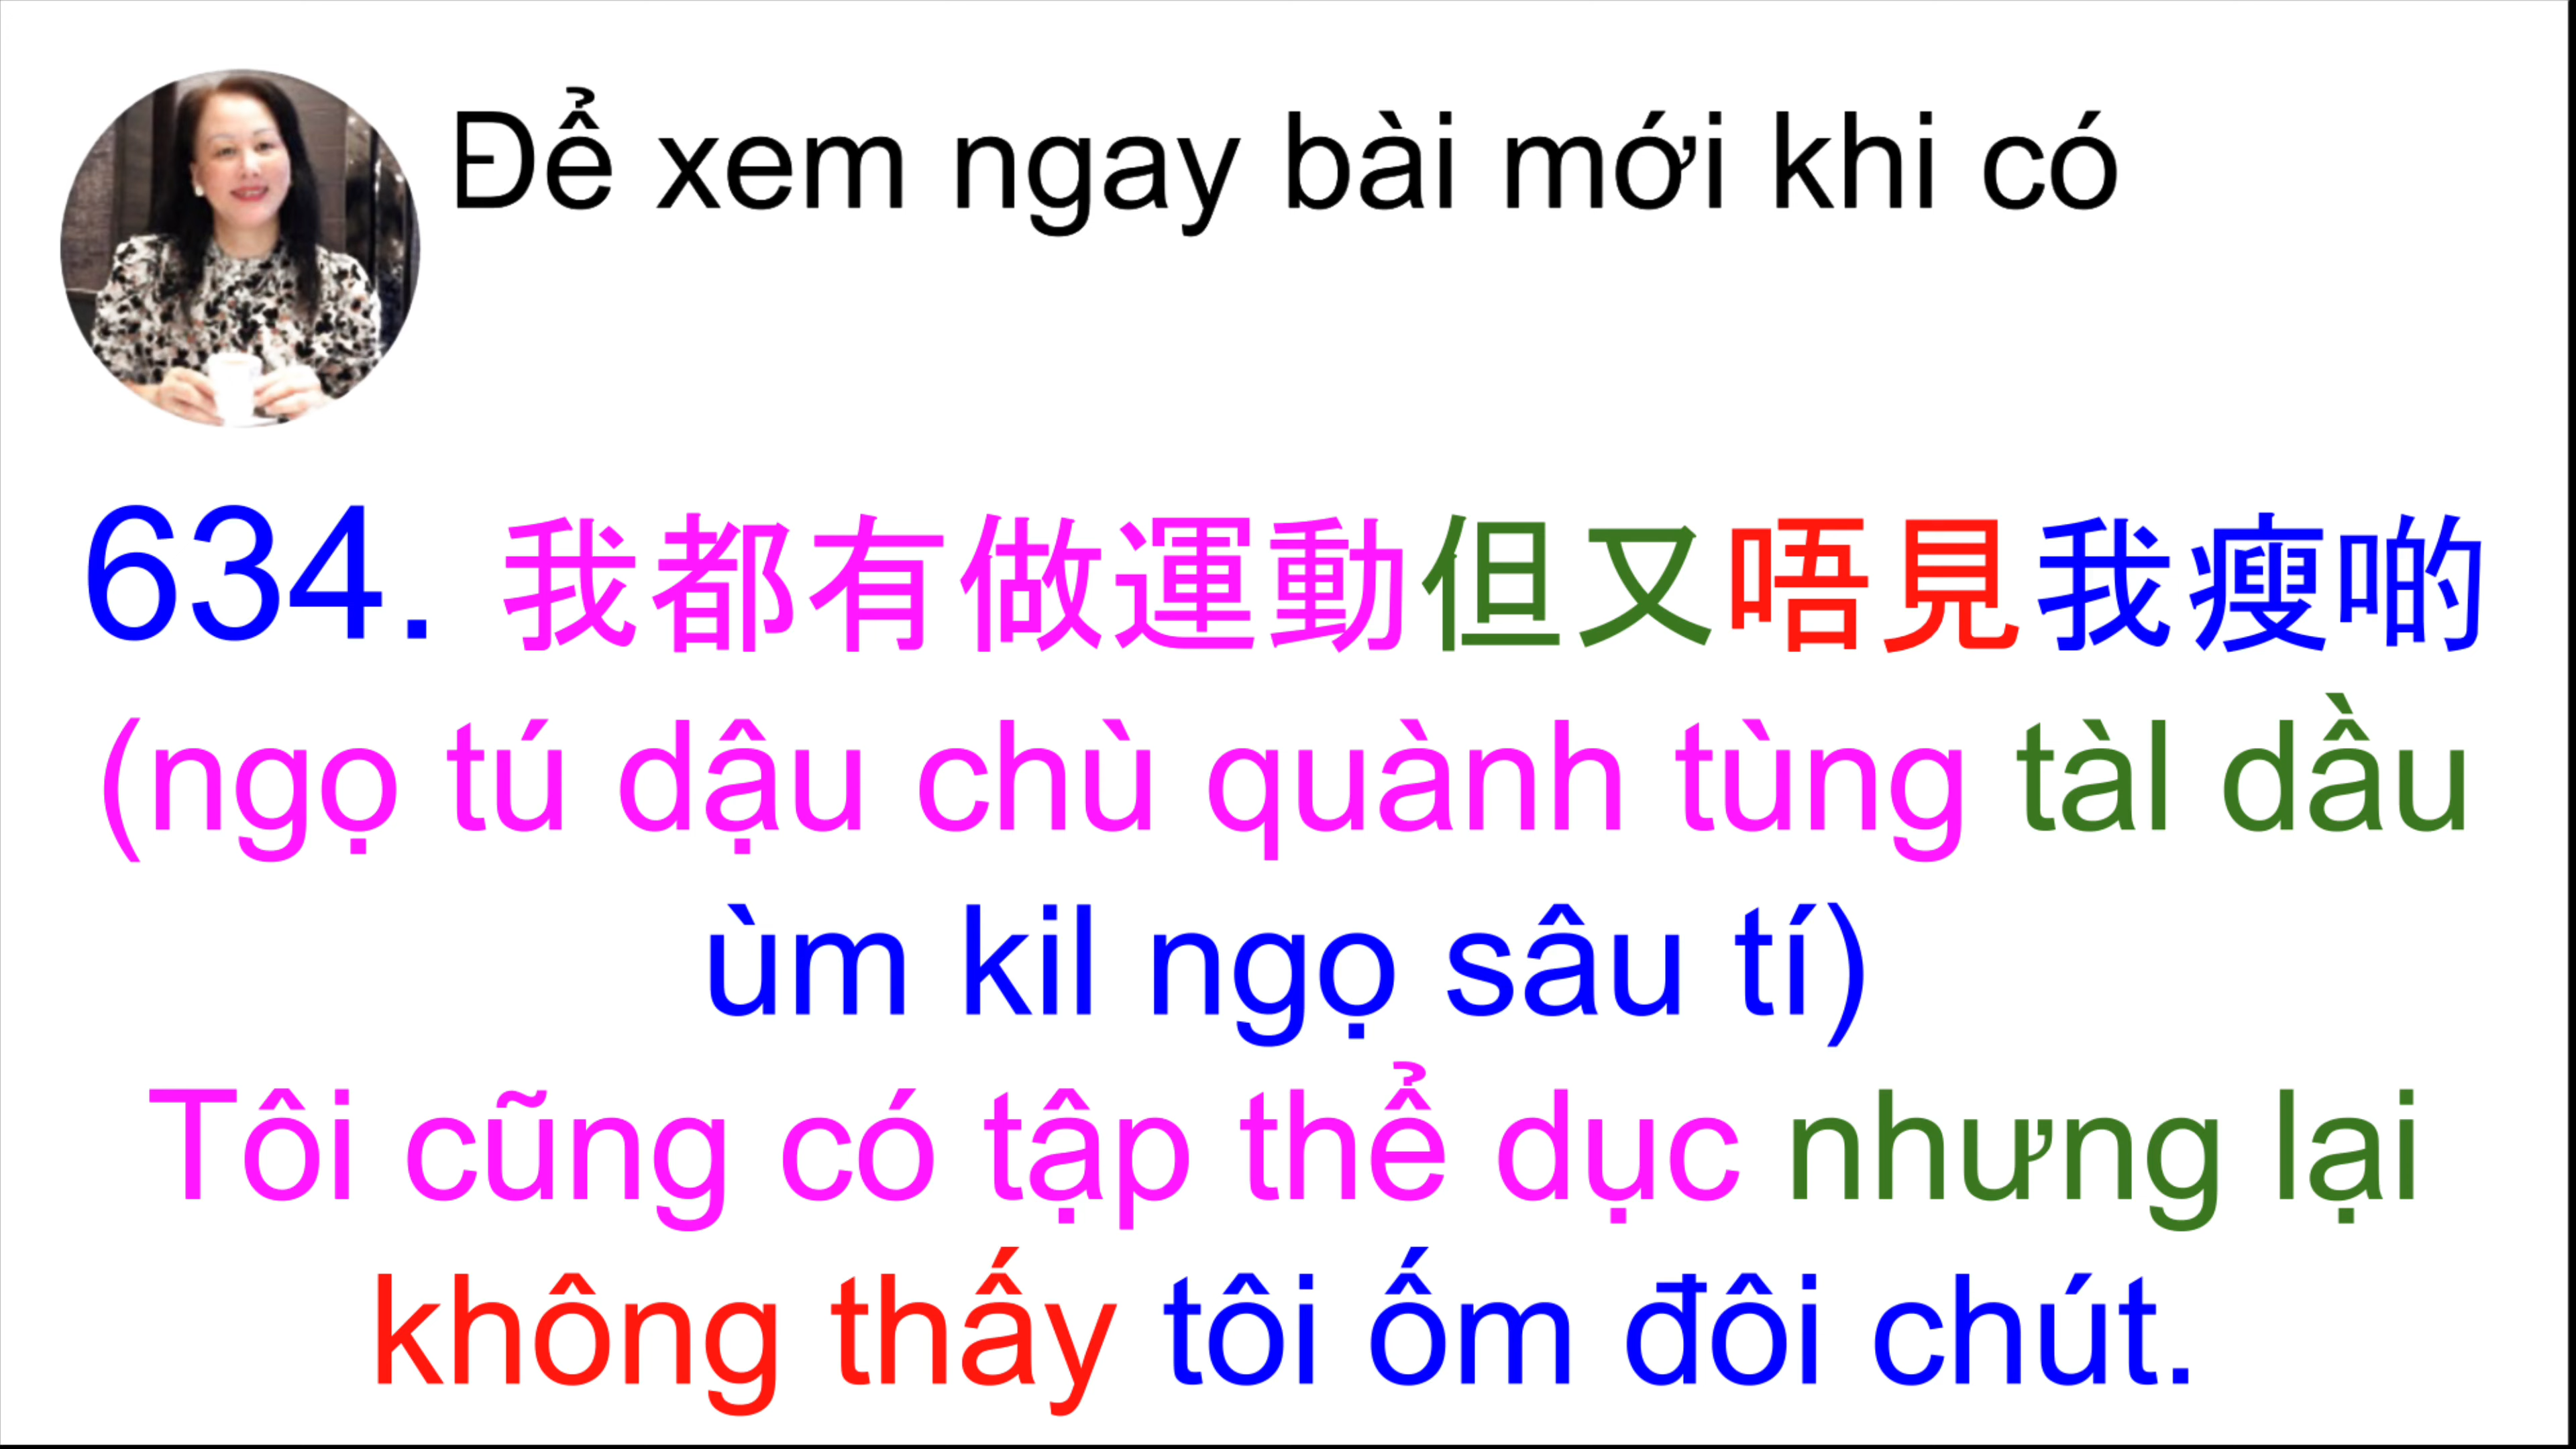 Để xem ngay bài mới khi có
634. 我都有做運動但又唔見我瘦啲
(ngọ tú dậu chù quành tùng tàl dầu
ùm kil ngọ sâu tí)
Tôi cũng có tập thể dục nhưng lại
không thấy tôi ốm đôi chút.